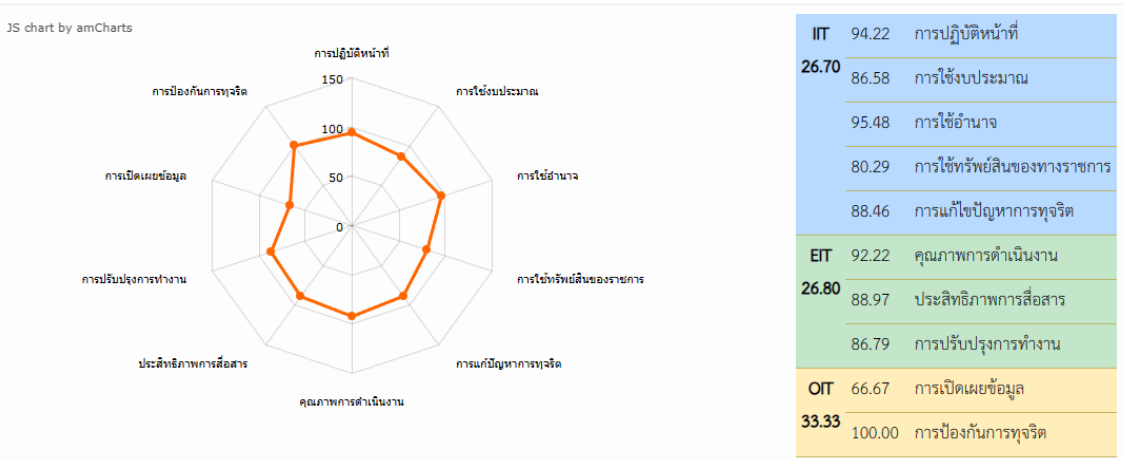 JS chart by amCharts
การปฏิบัติหน้าที่
150
การป้องกันการทุจริต
การใช้งบประมาณ
100
การเปิดเผยข้อมูล
การใช้อำนาจ
50
0
การปรับปรุงการทำงาน
การใช้ทรัพย์สินของราชการ
ประสิทธิภาพการสื่อสาร
การแก้ปัญหาการทุจริต
คุณภาพการดำเนินงาน
IIT 94.22 การปฏิบัติหน้าที่
26.70 86.58 การใช้งบประมาณ
95.48 การใช้อำนาจ
80.29 การใช้ทรัพย์สินของทางราชการ
88.46 การแก้ไขปัญหาการทุจริต
EIT 92.22 คุณภาพการดำเนินงาน
26.80 88.97 ประสิทธิภาพการสื่อสาร
86.79 การปรับปรุงการทำงาน
OIT 66.67 การเปิดเผยข้อมูล
33.33 100.00 การป้องกันการทุจริต